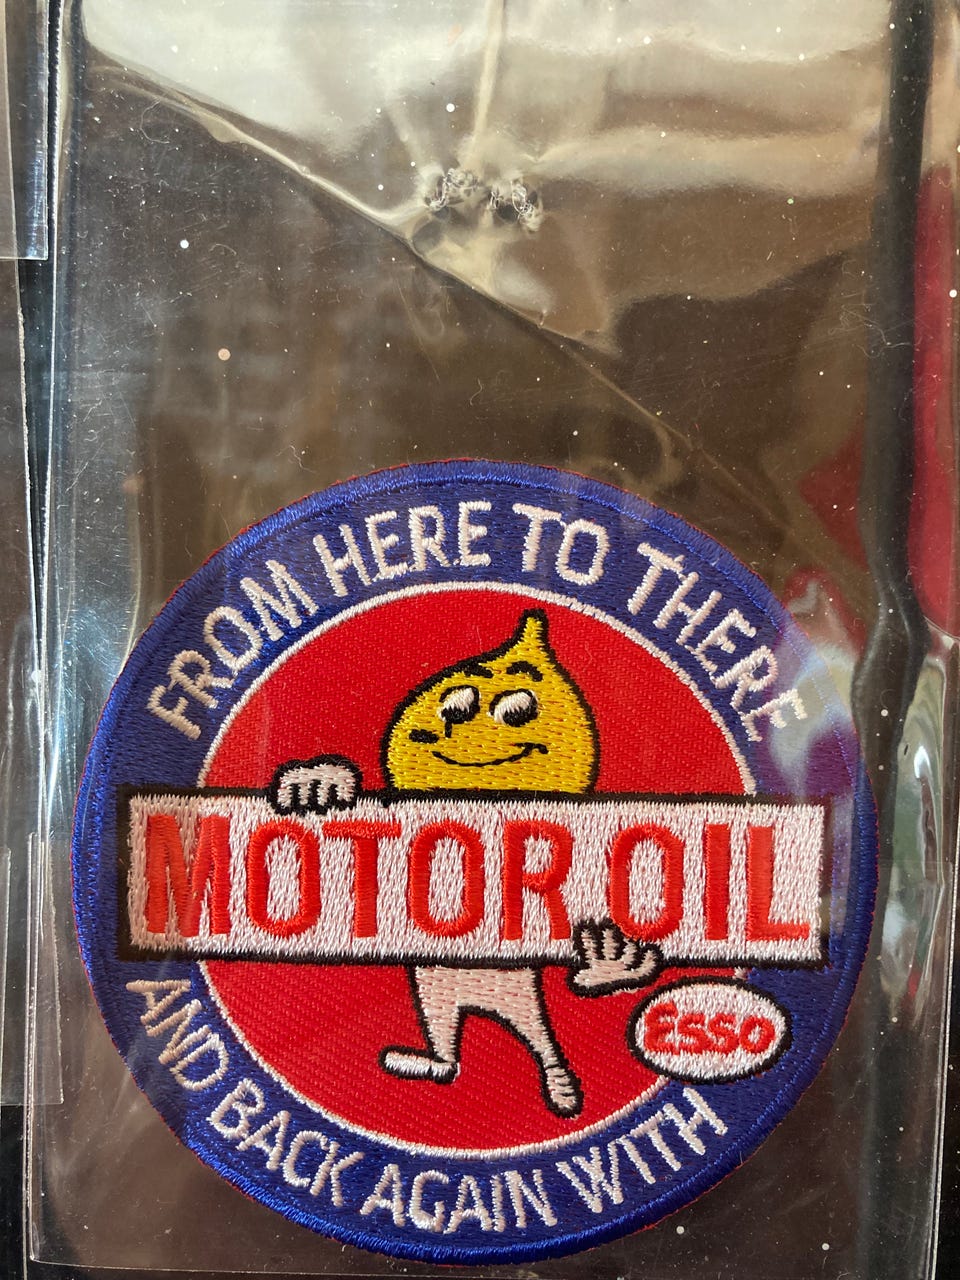 FROM HERE TO THERE
MOTOR OIL
Esso
AND BACK AGAIN WITH